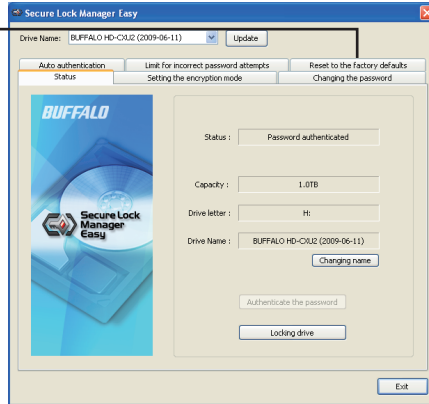 Secure Lock Manager Easy
Drive Name: BUFFALO HD-CXU2 (2009-06-11) Update
Auto authentication Limit for incorrect password attempts Reset to the factory defaults
Status Setting the encryption mode Changing the password
BUFFALO
Secure Lock
Manager
Easy
Status : Password authenticated
Capacity : 1.0TB
Drive letter : H:
Drive Name : BUFFALO HD-CXU2 (2009-06-11)
Changing name
Authenticate the password
Locking drive
Exit